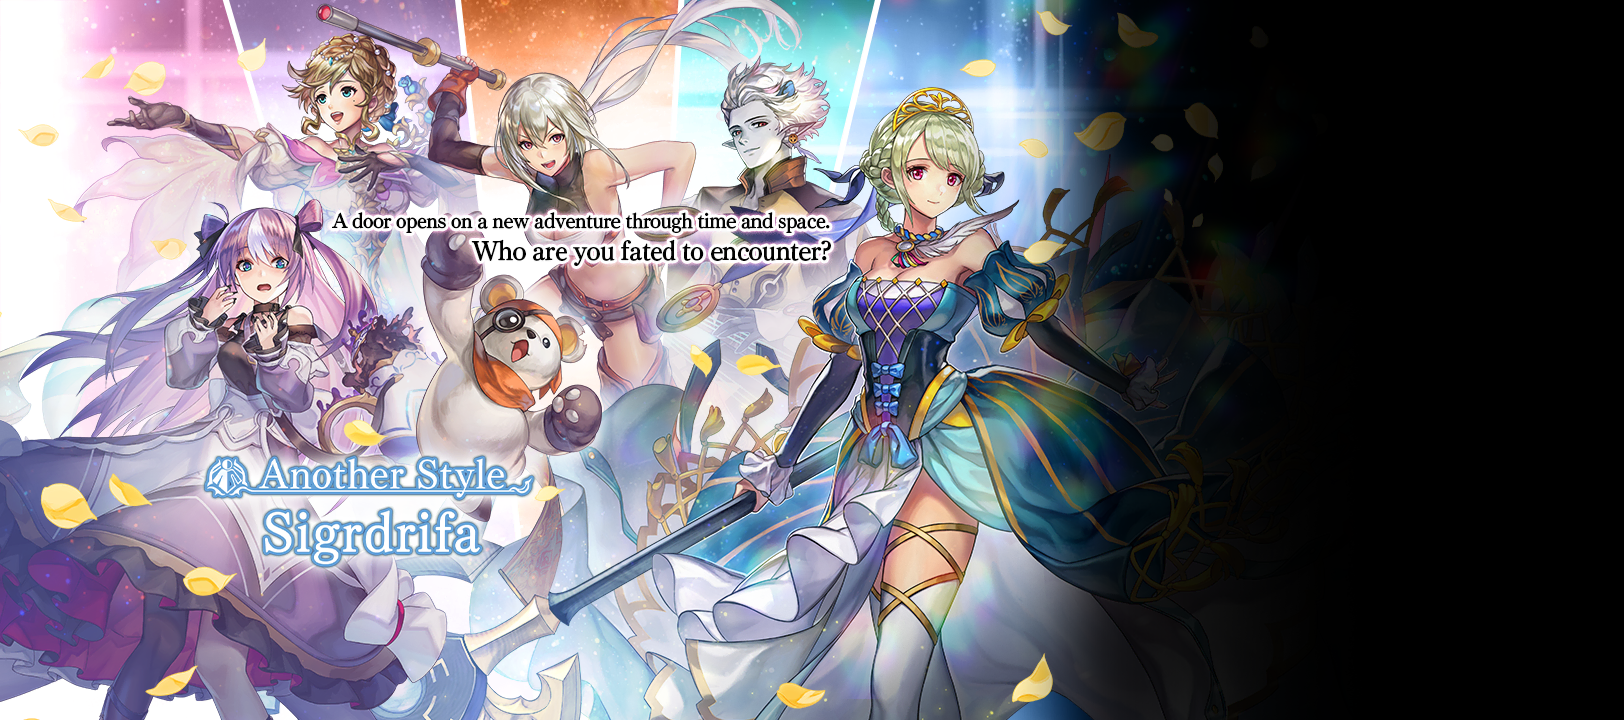 A door opens on a new adventure through time and space.
Who are you fated to encounter?
Another Style
Sigrdrifa